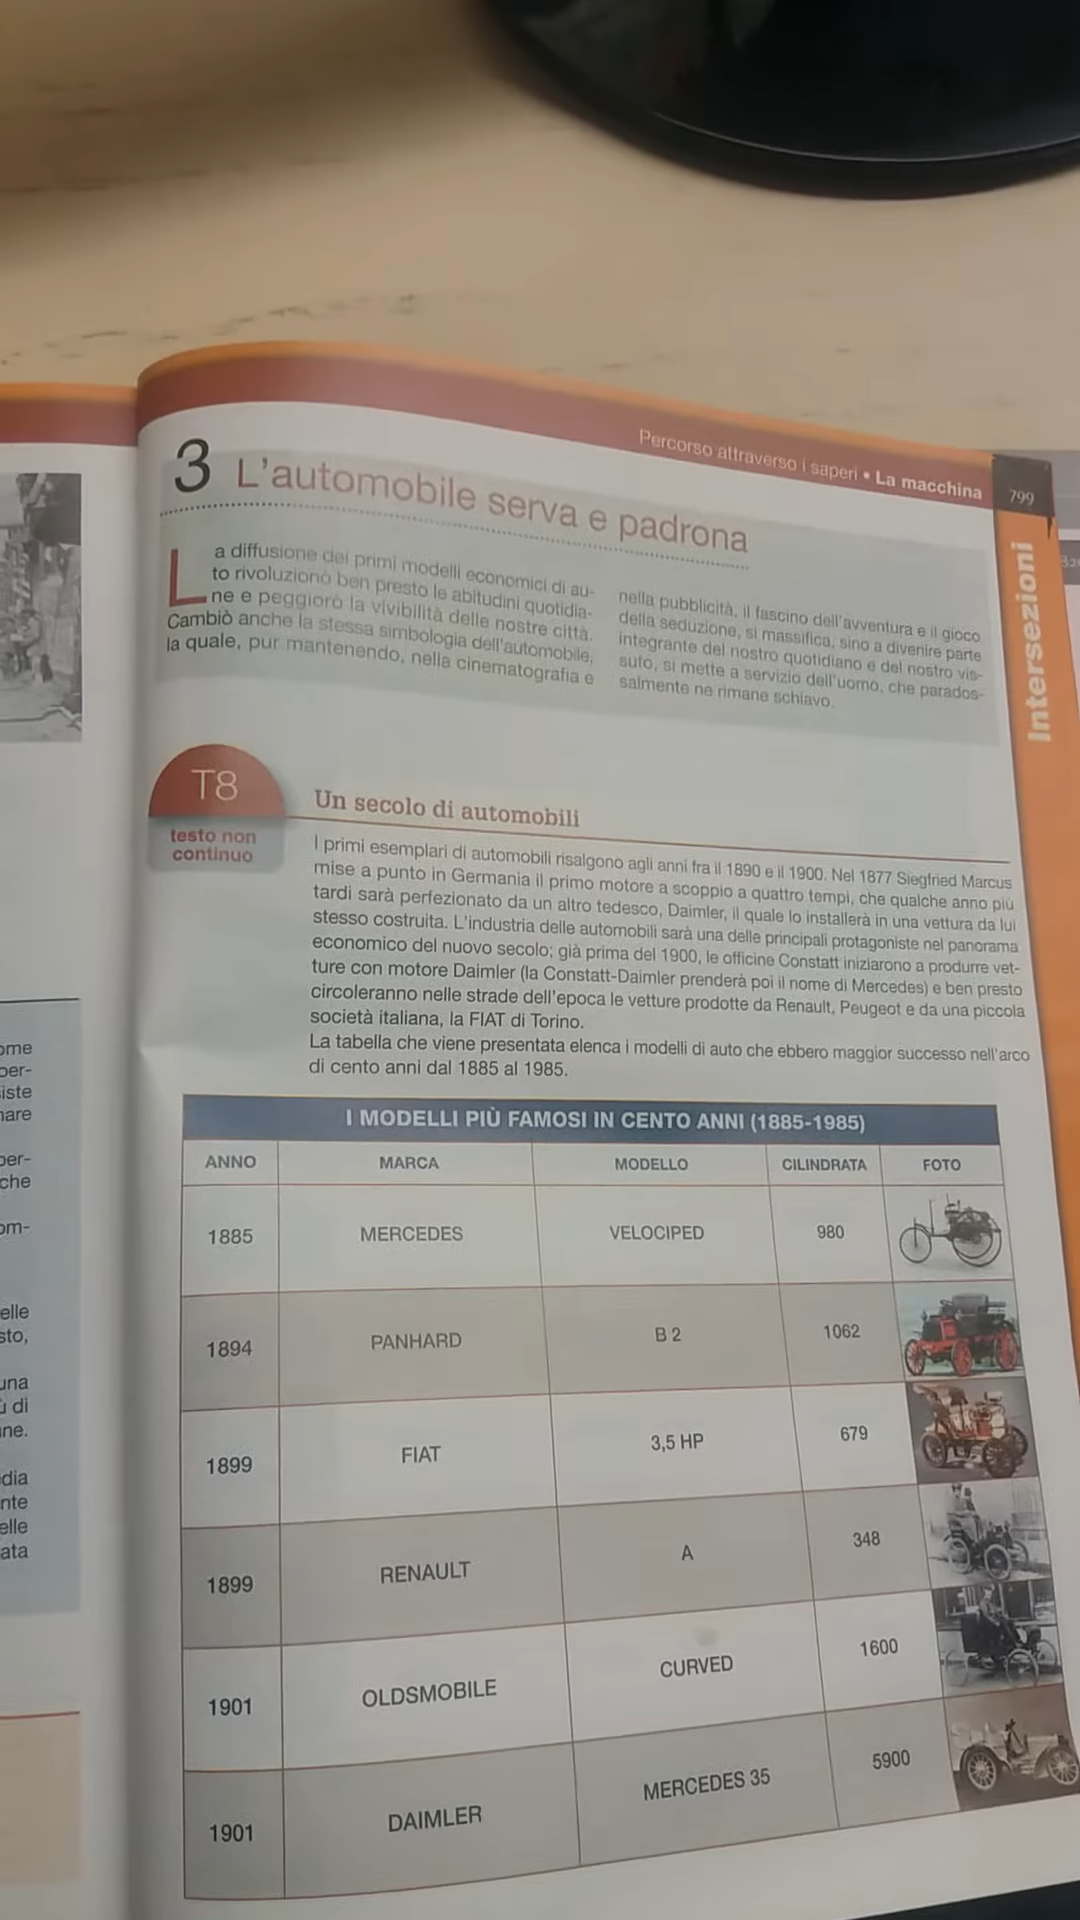 Percorso attraverso i saperi • La macchina
799
Intersezioni
3 L'automobile serva e padrona
La diffusione dei primi modelli economici di au-
to rivoluzionò ben presto le abitudini quotidia-
ne e peggiorò la vivibilità delle nostre città.
Cambiò anche la stessa simbologia dell'automobile,
la quale, pur mantenendo, nella cinematografia e
nella pubblicità, il fascino dell'avventura e il gioco
della seduzione, si massifica, sino a divenire parte
integrante del nostro quotidiano e del nostro vis-
suto, si mette a servizio dell'uomo, che parados-
salmente ne rimane schiavo.
T8
testo non
continuo
Un secolo di automobili
I primi esemplari di automobili risalgono agli anni fra il 1890 e il 1900. Nel 1877 Siegfried Marcus
mise a punto in Germania il primo motore a scoppio a quattro tempi, che qualche anno più
tardi sarà perfezionato da un altro tedesco, Daimler, il quale lo installerà in una vettura da lui
stesso costruita. L'industria delle automobili sarà una delle principali protagoniste nel panorama
economico del nuovo secolo; già prima del 1900, le officine Constatt iniziarono a produrre vet-
ture con motore Daimler (la Constatt-Daimler prenderà poi il nome di Mercedes) e ben presto
circoleranno nelle strade dell'epoca le vetture prodotte da Renault, Peugeot e da una piccola
società italiana, la FIAT di Torino.
La tabella che viene presentata elenca i modelli di auto che ebbero maggior successo nell'arco
di cento anni dal 1885 al 1985.
I MODELLI PIÙ FAMOSI IN CENTO ANNI (1885-1985)
ANNO MARCA MODELLO CILINDRATA FOTO
1885 MERCEDES VELOCIPED 980
1894 PANHARD B 2 1062
1899 FIAT 3,5 HP 679
1899 RENAULT A 348
1901 OLDSMOBILE CURVED 1600
1901 DAIMLER MERCEDES 35 5900